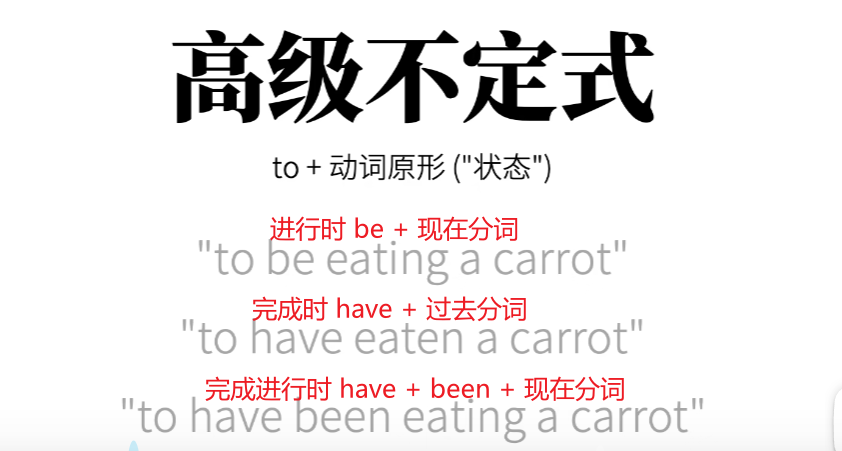 高级不定式
to + 动词原形 ("状态")
进行时 be + 现在分词
"to be eating a carrot"
完成时 have + 过去分词
"to have eaten a carrot"
完成进行时 have + been + 现在分词
"to have been eating a carrot"